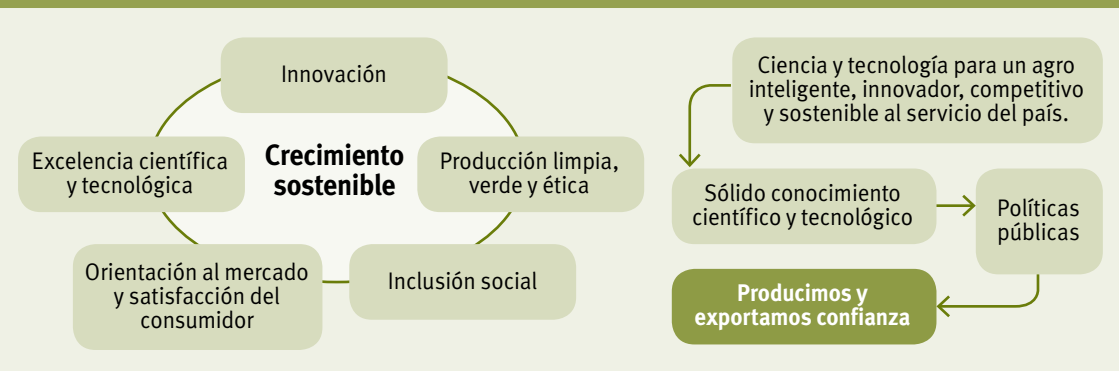 Innovación
Excelencia científica
y tecnológica
Crecimiento
sostenible
Producción limpia,
verde y ética
Orientación al mercado
y satisfacción del
consumidor
Inclusión social
Ciencia y tecnología para un agro
inteligente, innovador, competitivo
y sostenible al servicio del país.
Sólido conocimiento
científico y tecnológico
Políticas
públicas
Producimos y
exportamos confianza